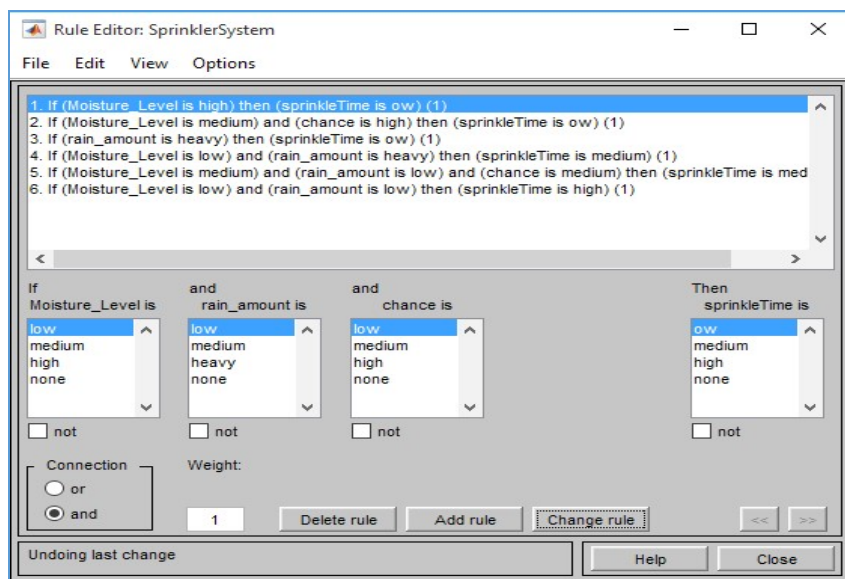 Rule Editor: SprinklerSystem
File Edit View Options
1. If (Moisture_Level is high) then (sprinkleTime is ow) (1)
2. If (Moisture_Level is medium) and (chance is high) then (sprinkleTime is ow) (1)
3. If (rain_amount is heavy) then (sprinkleTime is ow) (1)
4. If (Moisture_Level is low) and (rain_amount is heavy) then (sprinkleTime is medium) (1)
5. If (Moisture_Level is medium) and (rain_amount is low) and (chance is medium) then (sprinkleTime is med
6. If (Moisture_Level is low) and (rain_amount is low) then (sprinkleTime is high) (1)
If and and Then
Moisture_Level is rain_amount is chance is sprinkleTime is
low low low ow
medium medium medium medium
high heavy high high
none none none none
not not not not
Connection Weight:
or
and 1 Delete rule Add rule Change rule << >>
Undoing last change Help Close